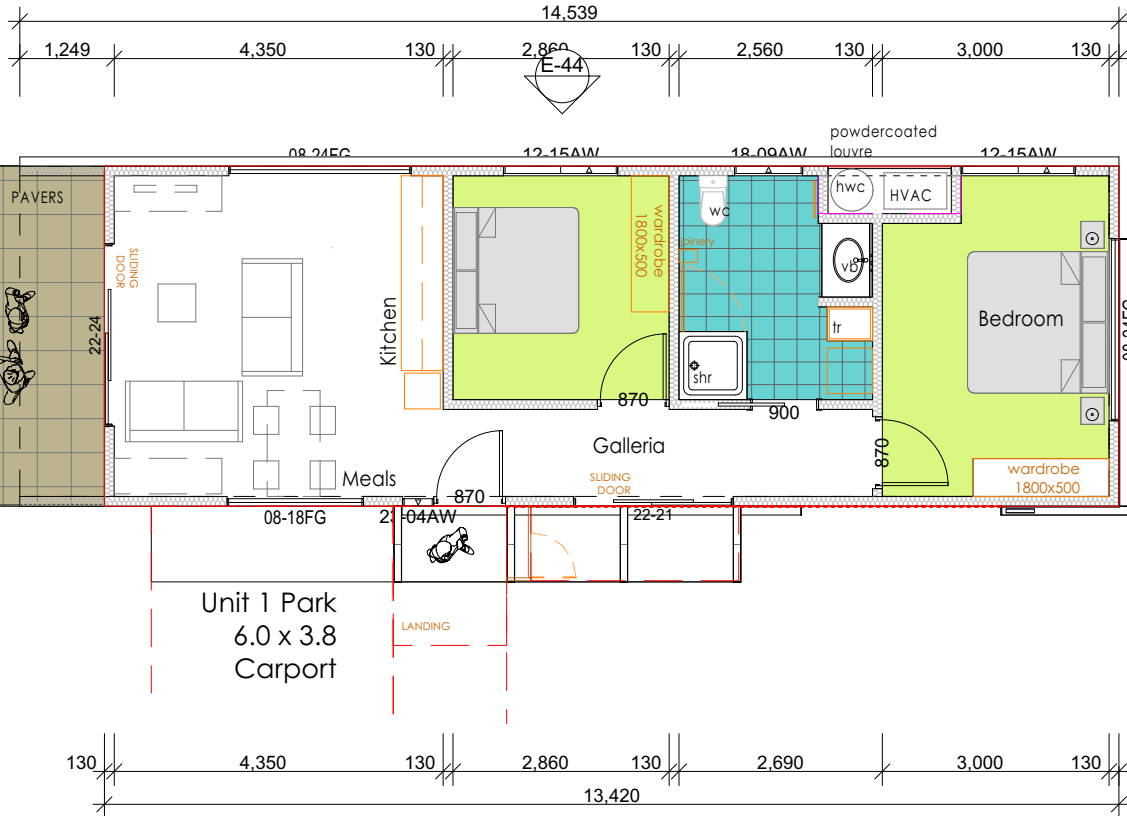 14,539
1,249 4,350 130 2,860 130 2,560 130 3,000 130
E-44
powdercoated
louvre
08-24FG 12-15AW 18-09AW 12-15AW
PAVERS
hwc
HVAC
wc
wardrobe
1800x500
SLIDING
DOOR
vb
22-24
Kitchen
Bedroom
tr
shr
870
900
Galleria
870
Meals
870
SLIDING
DOOR
wardrobe
1800x500
08-18FG
22-21
LANDING
Unit 1 Park
6.0 x 3.8
Carport
130 4,350 130 2,860 130 2,690 3,000 130
13,420